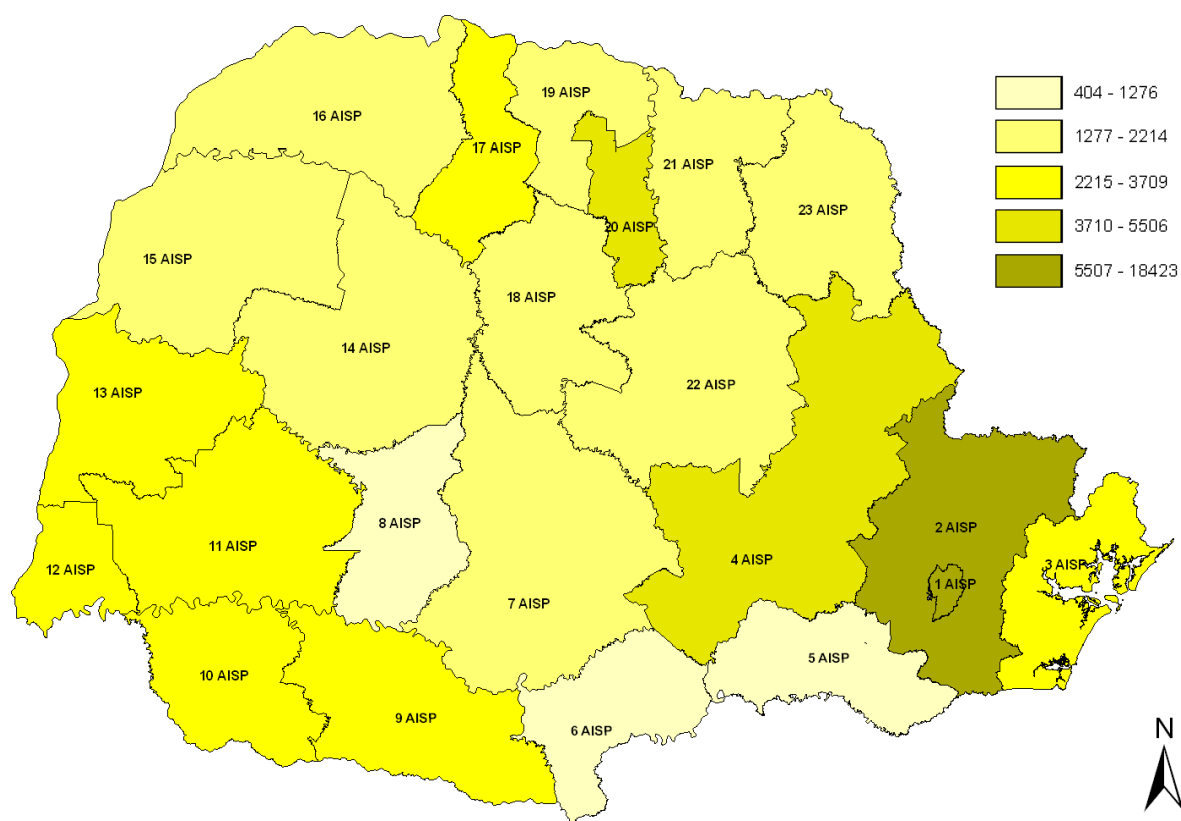 404 - 1276
1277 - 2214
2215 - 3709
3710 - 5506
5507 - 18423
19 AISP
16 AISP
17 AISP
21 AISP
23 AISP
20 AISP
15 AISP
18 AISP
14 AISP
22 AISP
13 AISP
8 AISP
2 AISP
11 AISP
4 AISP
3 AISP
12 AISP
1 AISP
7 AISP
5 AISP
10 AISP
9 AISP
6 AISP
N